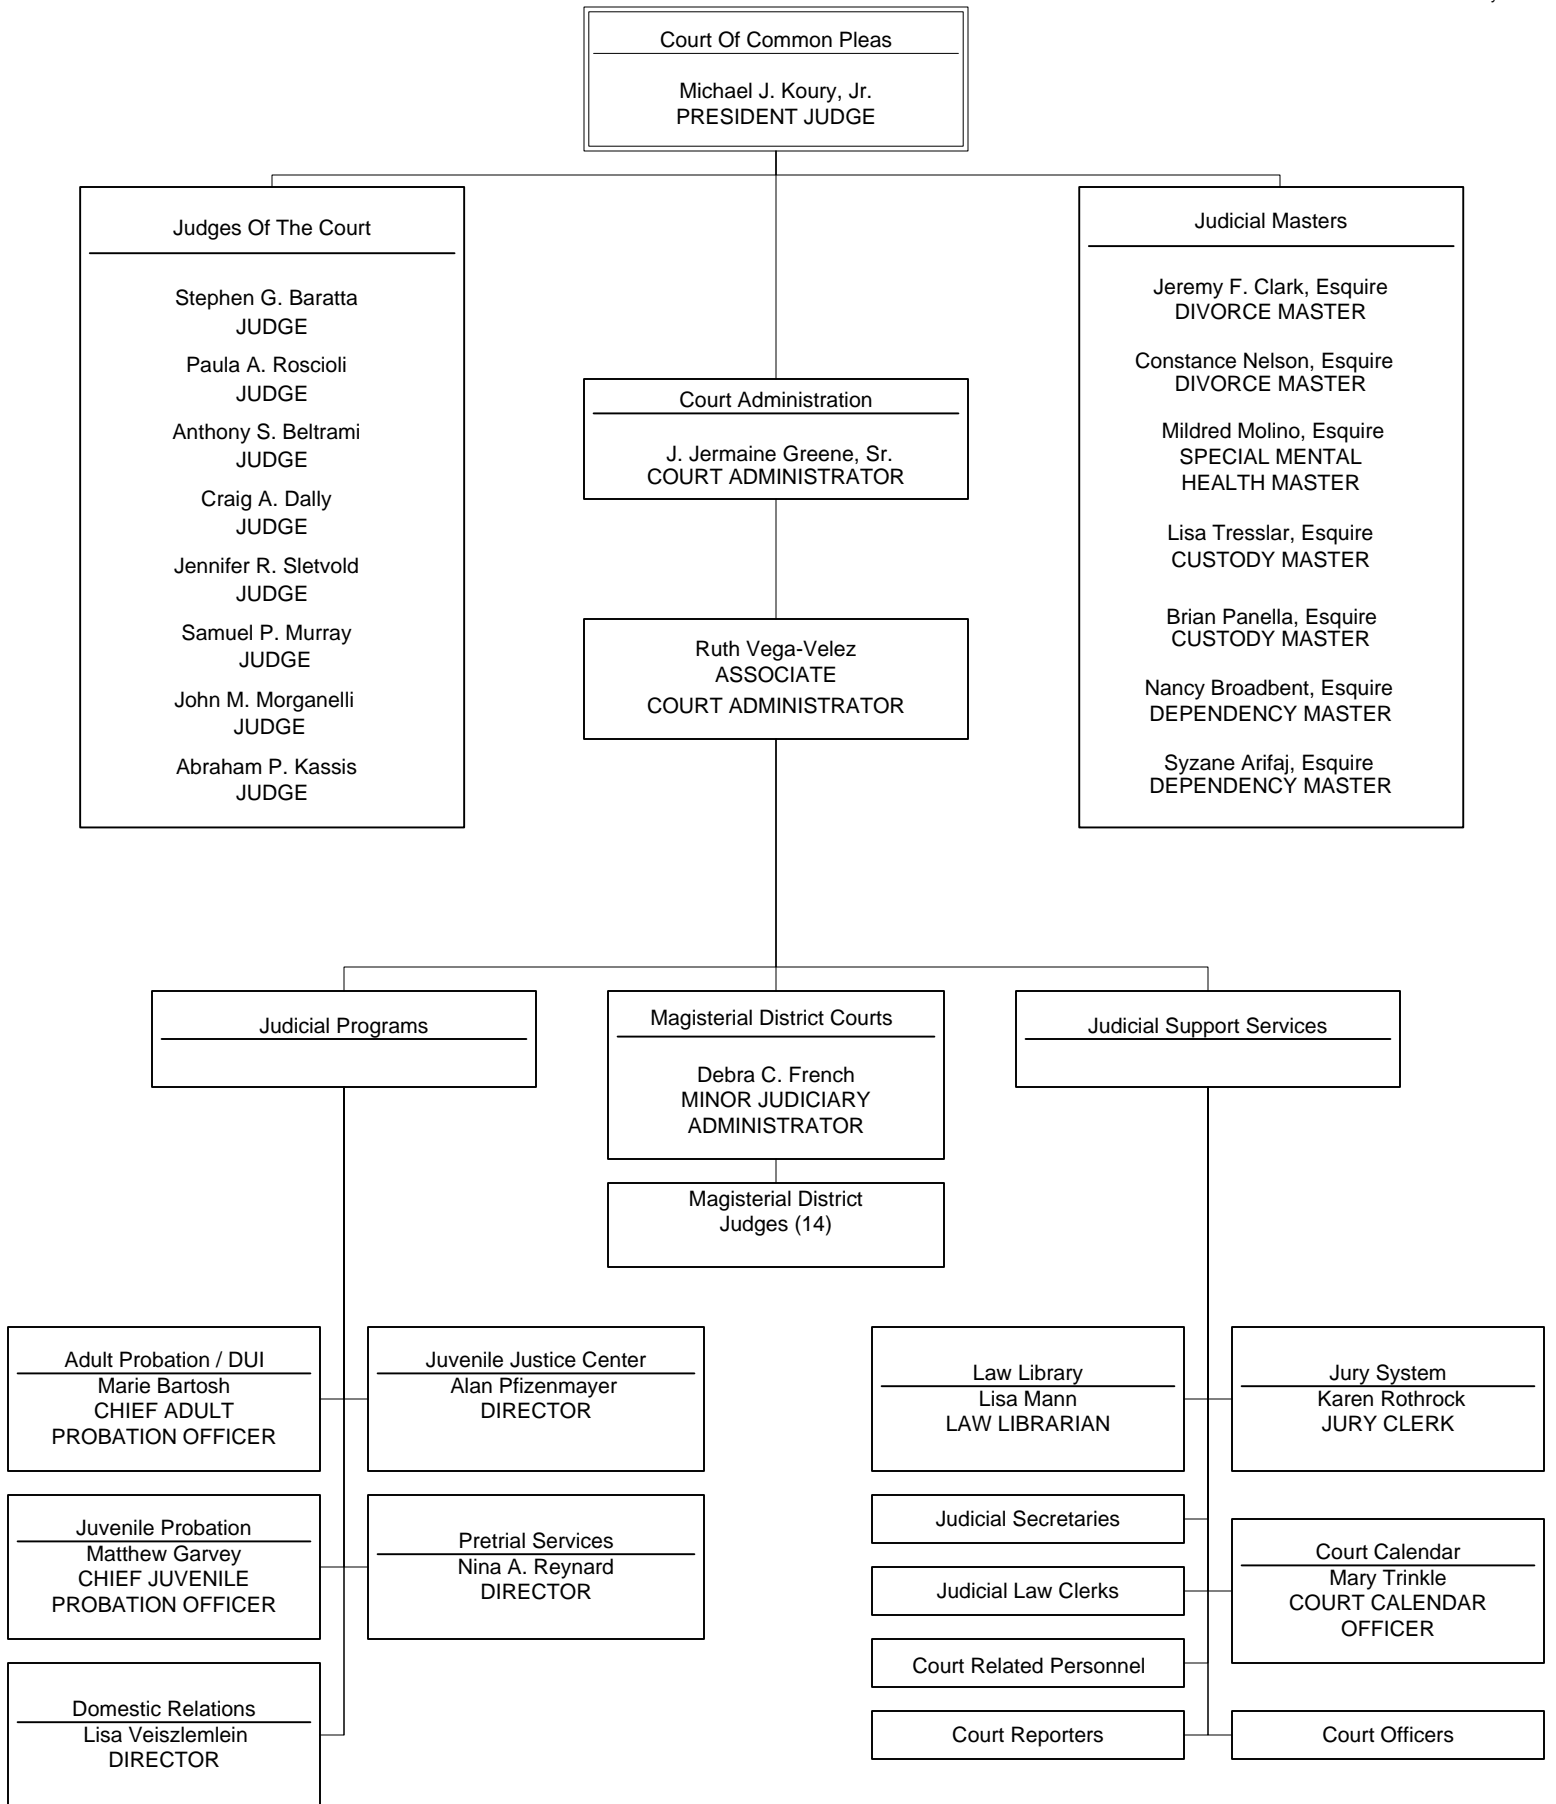 Court Of Common Pleas
Michael J. Koury, Jr.
PRESIDENT JUDGE
Judges Of The Court
Stephen G. Baratta
JUDGE
Paula A. Roscioli
JUDGE
Anthony S. Beltrami
JUDGE
Craig A. Dally
JUDGE
Jennifer R. Sletvold
JUDGE
Samuel P. Murray
JUDGE
John M. Morganelli
JUDGE
Abraham P. Kassis
JUDGE
Court Administration
J. Jermaine Greene, Sr.
COURT ADMINISTRATOR
Ruth Vega-Velez
ASSOCIATE
COURT ADMINISTRATOR
Judicial Masters
Jeremy F. Clark, Esquire
DIVORCE MASTER
Constance Nelson, Esquire
DIVORCE MASTER
Mildred Molino, Esquire
SPECIAL MENTAL
HEALTH MASTER
Lisa Tresslar, Esquire
CUSTODY MASTER
Brian Panella, Esquire
CUSTODY MASTER
Nancy Broadbent, Esquire
DEPENDENCY MASTER
Syzane Arifaj, Esquire
DEPENDENCY MASTER
Judicial Programs
Magisterial District Courts
Debra C. French
MINOR JUDICIARY
ADMINISTRATOR
Magisterial District
Judges (14)
Judicial Support Services
Adult Probation / DUI
Marie Bartosh
CHIEF ADULT
PROBATION OFFICER
Juvenile Justice Center
Alan Pfizenmayer
DIRECTOR
Juvenile Probation
Matthew Garvey
CHIEF JUVENILE
PROBATION OFFICER
Pretrial Services
Nina A. Reynard
DIRECTOR
Domestic Relations
Lisa Veiszlemlein
DIRECTOR
Law Library
Lisa Mann
LAW LIBRARIAN
Jury System
Karen Rothrock
JURY CLERK
Judicial Secretaries
Judicial Law Clerks
Court Calendar
Mary Trinkle
COURT CALENDAR
OFFICER
Court Related Personnel
Court Reporters
Court Officers